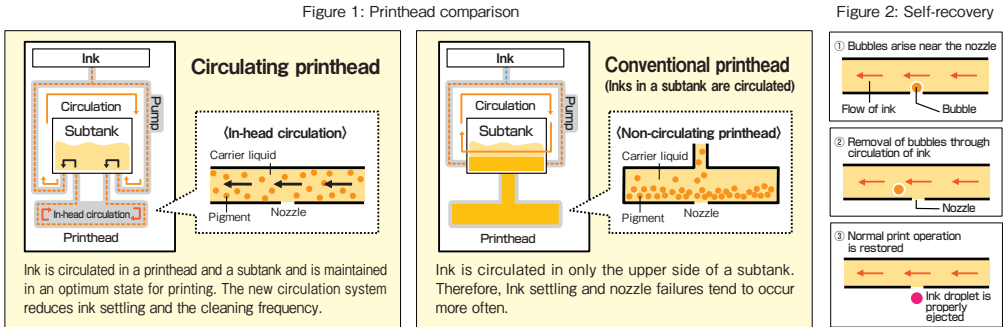 Figure 1: Printhead comparison
Ink
Circulating printhead
Circulation
Pump
Subtank
⟨In-head circulation⟩
Carrier liquid
Pigment
Nozzle
In-head circulation
Printhead
Ink is circulated in a printhead and a subtank and is maintained
in an optimum state for printing. The new circulation system
reduces ink settling and the cleaning frequency.
Ink
Conventional printhead
(Inks in a subtank are circulated)
Circulation
Pump
Subtank
⟨Non-circulating printhead⟩
Carrier liquid
Pigment
Nozzle
Printhead
Ink is circulated in only the upper side of a subtank.
Therefore, Ink settling and nozzle failures tend to occur
more often.
Figure 2: Self-recovery
① Bubbles arise near the nozzle
Flow of ink
Bubble
② Removal of bubbles through
circulation of ink
Nozzle
③ Normal print operation
is restored
Ink droplet is
properly
ejected